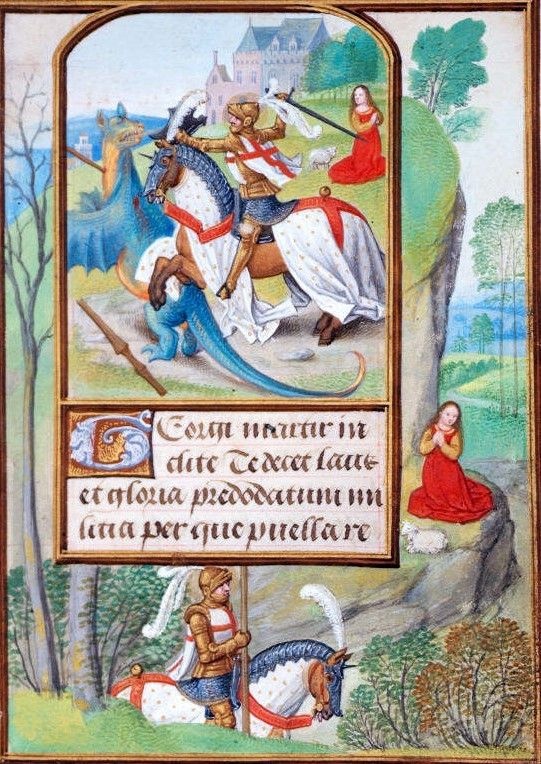 GEorgi martir in
clite Te decet laus
et gloria predodatum mi
litia per que puella re